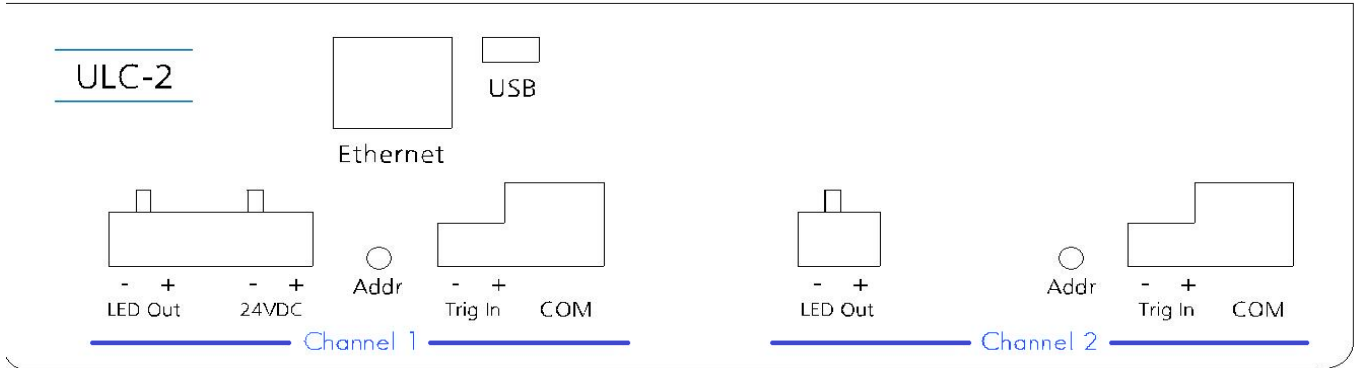 ULC-2
USB
Ethernet
- + - + Addr - + - + Addr - +
LED Out 24VDC Trig In COM LED Out Trig In COM
Channel 1 Channel 2